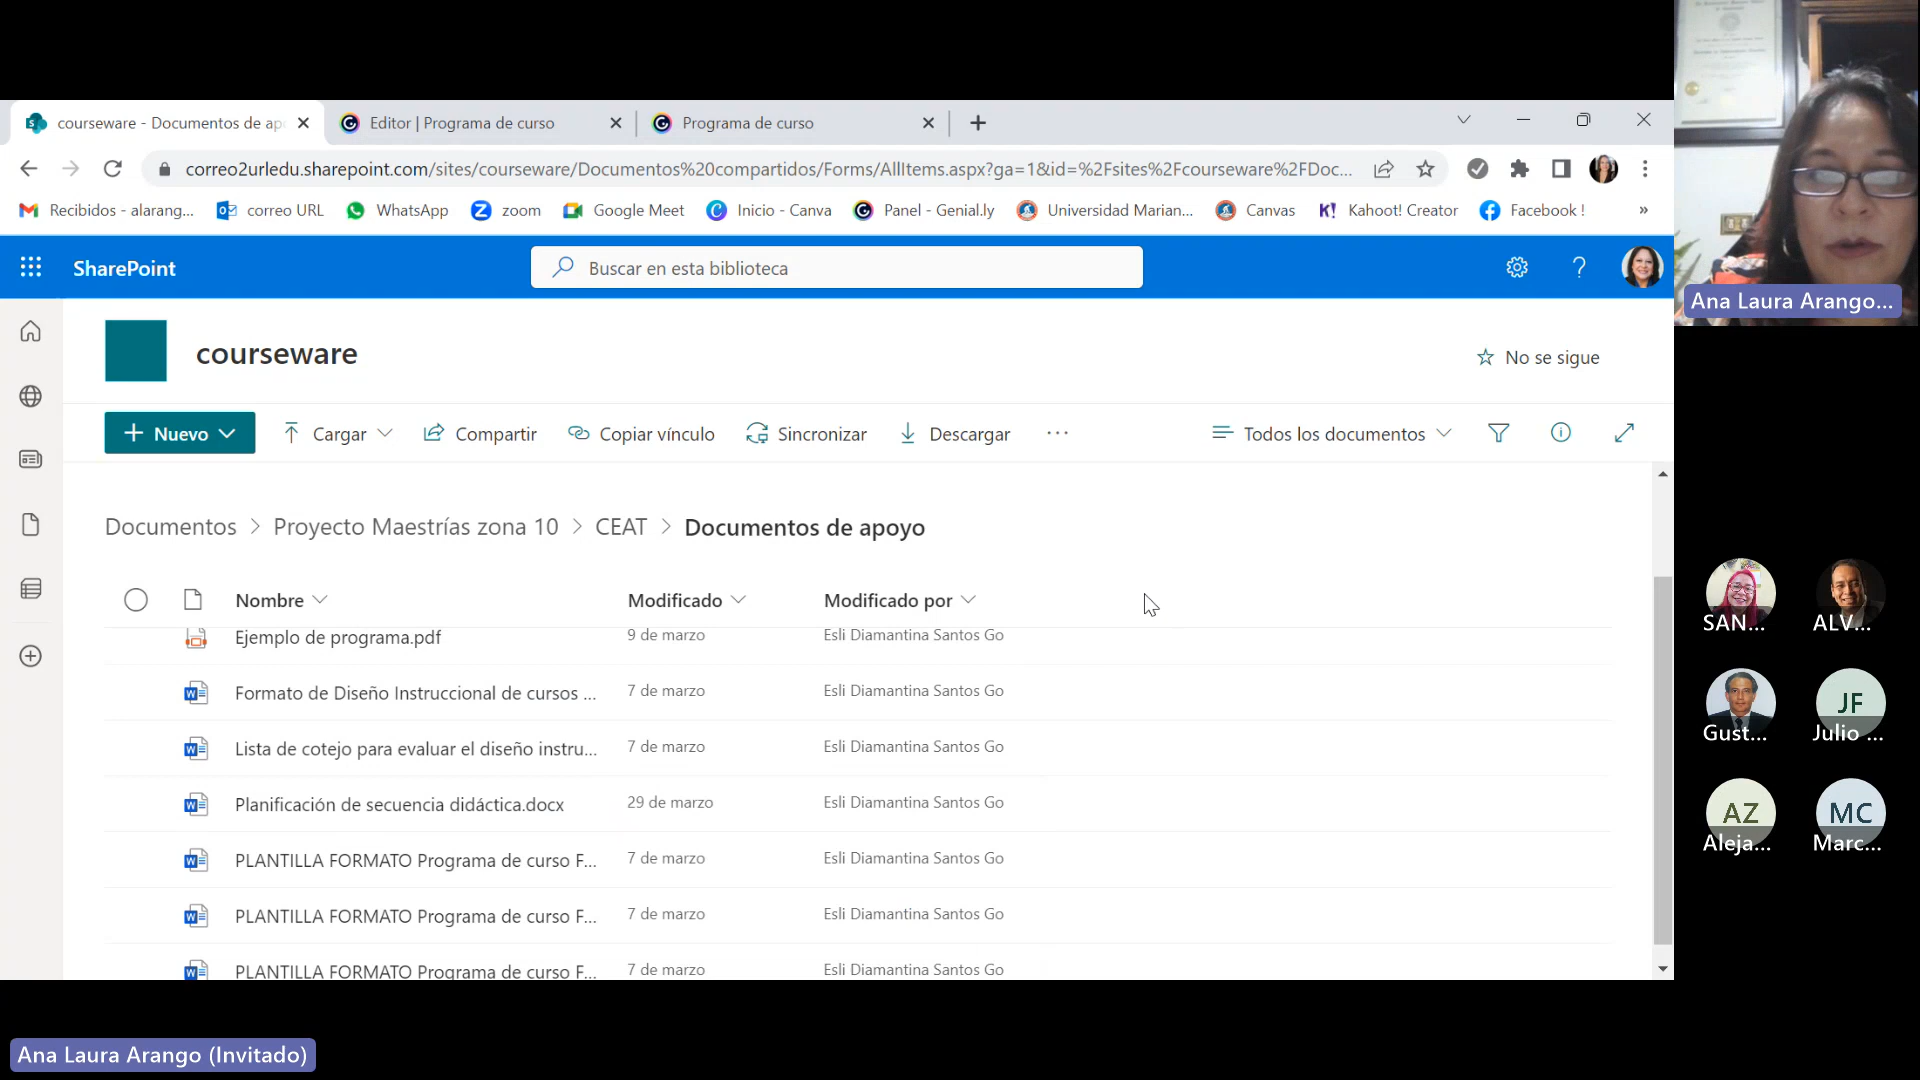 courseware - Documentos de ap
Editor | Programa de curso
Programa de curso
correo2urledu.sharepoint.com/sites/courseware/Documentos%20compartidos/Forms/AllItems.aspx?ga=1&id=%2Fsites%2Fcourseware%2FDoc...
Recibidos - alarang...
correo URL
WhatsApp
zoom
Google Meet
Inicio - Canva
Panel - Genial.ly
Universidad Marian...
Canvas
Kahoot! Creator
Facebook !
»
SharePoint
Buscar en esta biblioteca
?
Ana Laura Arango...
courseware
No se sigue
Nuevo
Cargar
Compartir
Copiar vínculo
Sincronizar
Descargar
...
Todos los documentos
Documentos > Proyecto Maestrías zona 10 > CEAT > Documentos de apoyo
Nombre Modificado Modificado por
Ejemplo de programa.pdf 9 de marzo Esli Diamantina Santos Go
Formato de Diseño Instruccional de cursos ... 7 de marzo Esli Diamantina Santos Go
Lista de cotejo para evaluar el diseño instru... 7 de marzo Esli Diamantina Santos Go
Planificación de secuencia didáctica.docx 29 de marzo Esli Diamantina Santos Go
PLANTILLA FORMATO Programa de curso F... 7 de marzo Esli Diamantina Santos Go
PLANTILLA FORMATO Programa de curso F... 7 de marzo Esli Diamantina Santos Go
PLANTILLA FORMATO Programa de curso F... 7 de marzo Esli Diamantina Santos Go
SAN...
ALV...
Gust...
JF
Julio ...
AZ
Aleja...
MC
Marc...
Ana Laura Arango (Invitado)